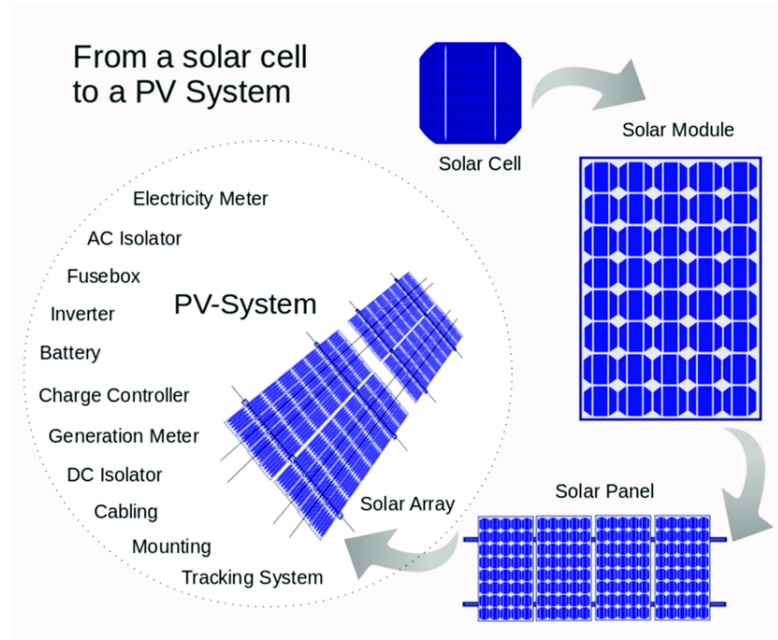 From a solar cell
to a PV System
Solar Cell
Solar Module
Solar Panel
Solar Array
PV-System
Electricity Meter
AC Isolator
Fusebox
Inverter
Battery
Charge Controller
Generation Meter
DC Isolator
Cabling
Mounting
Tracking System